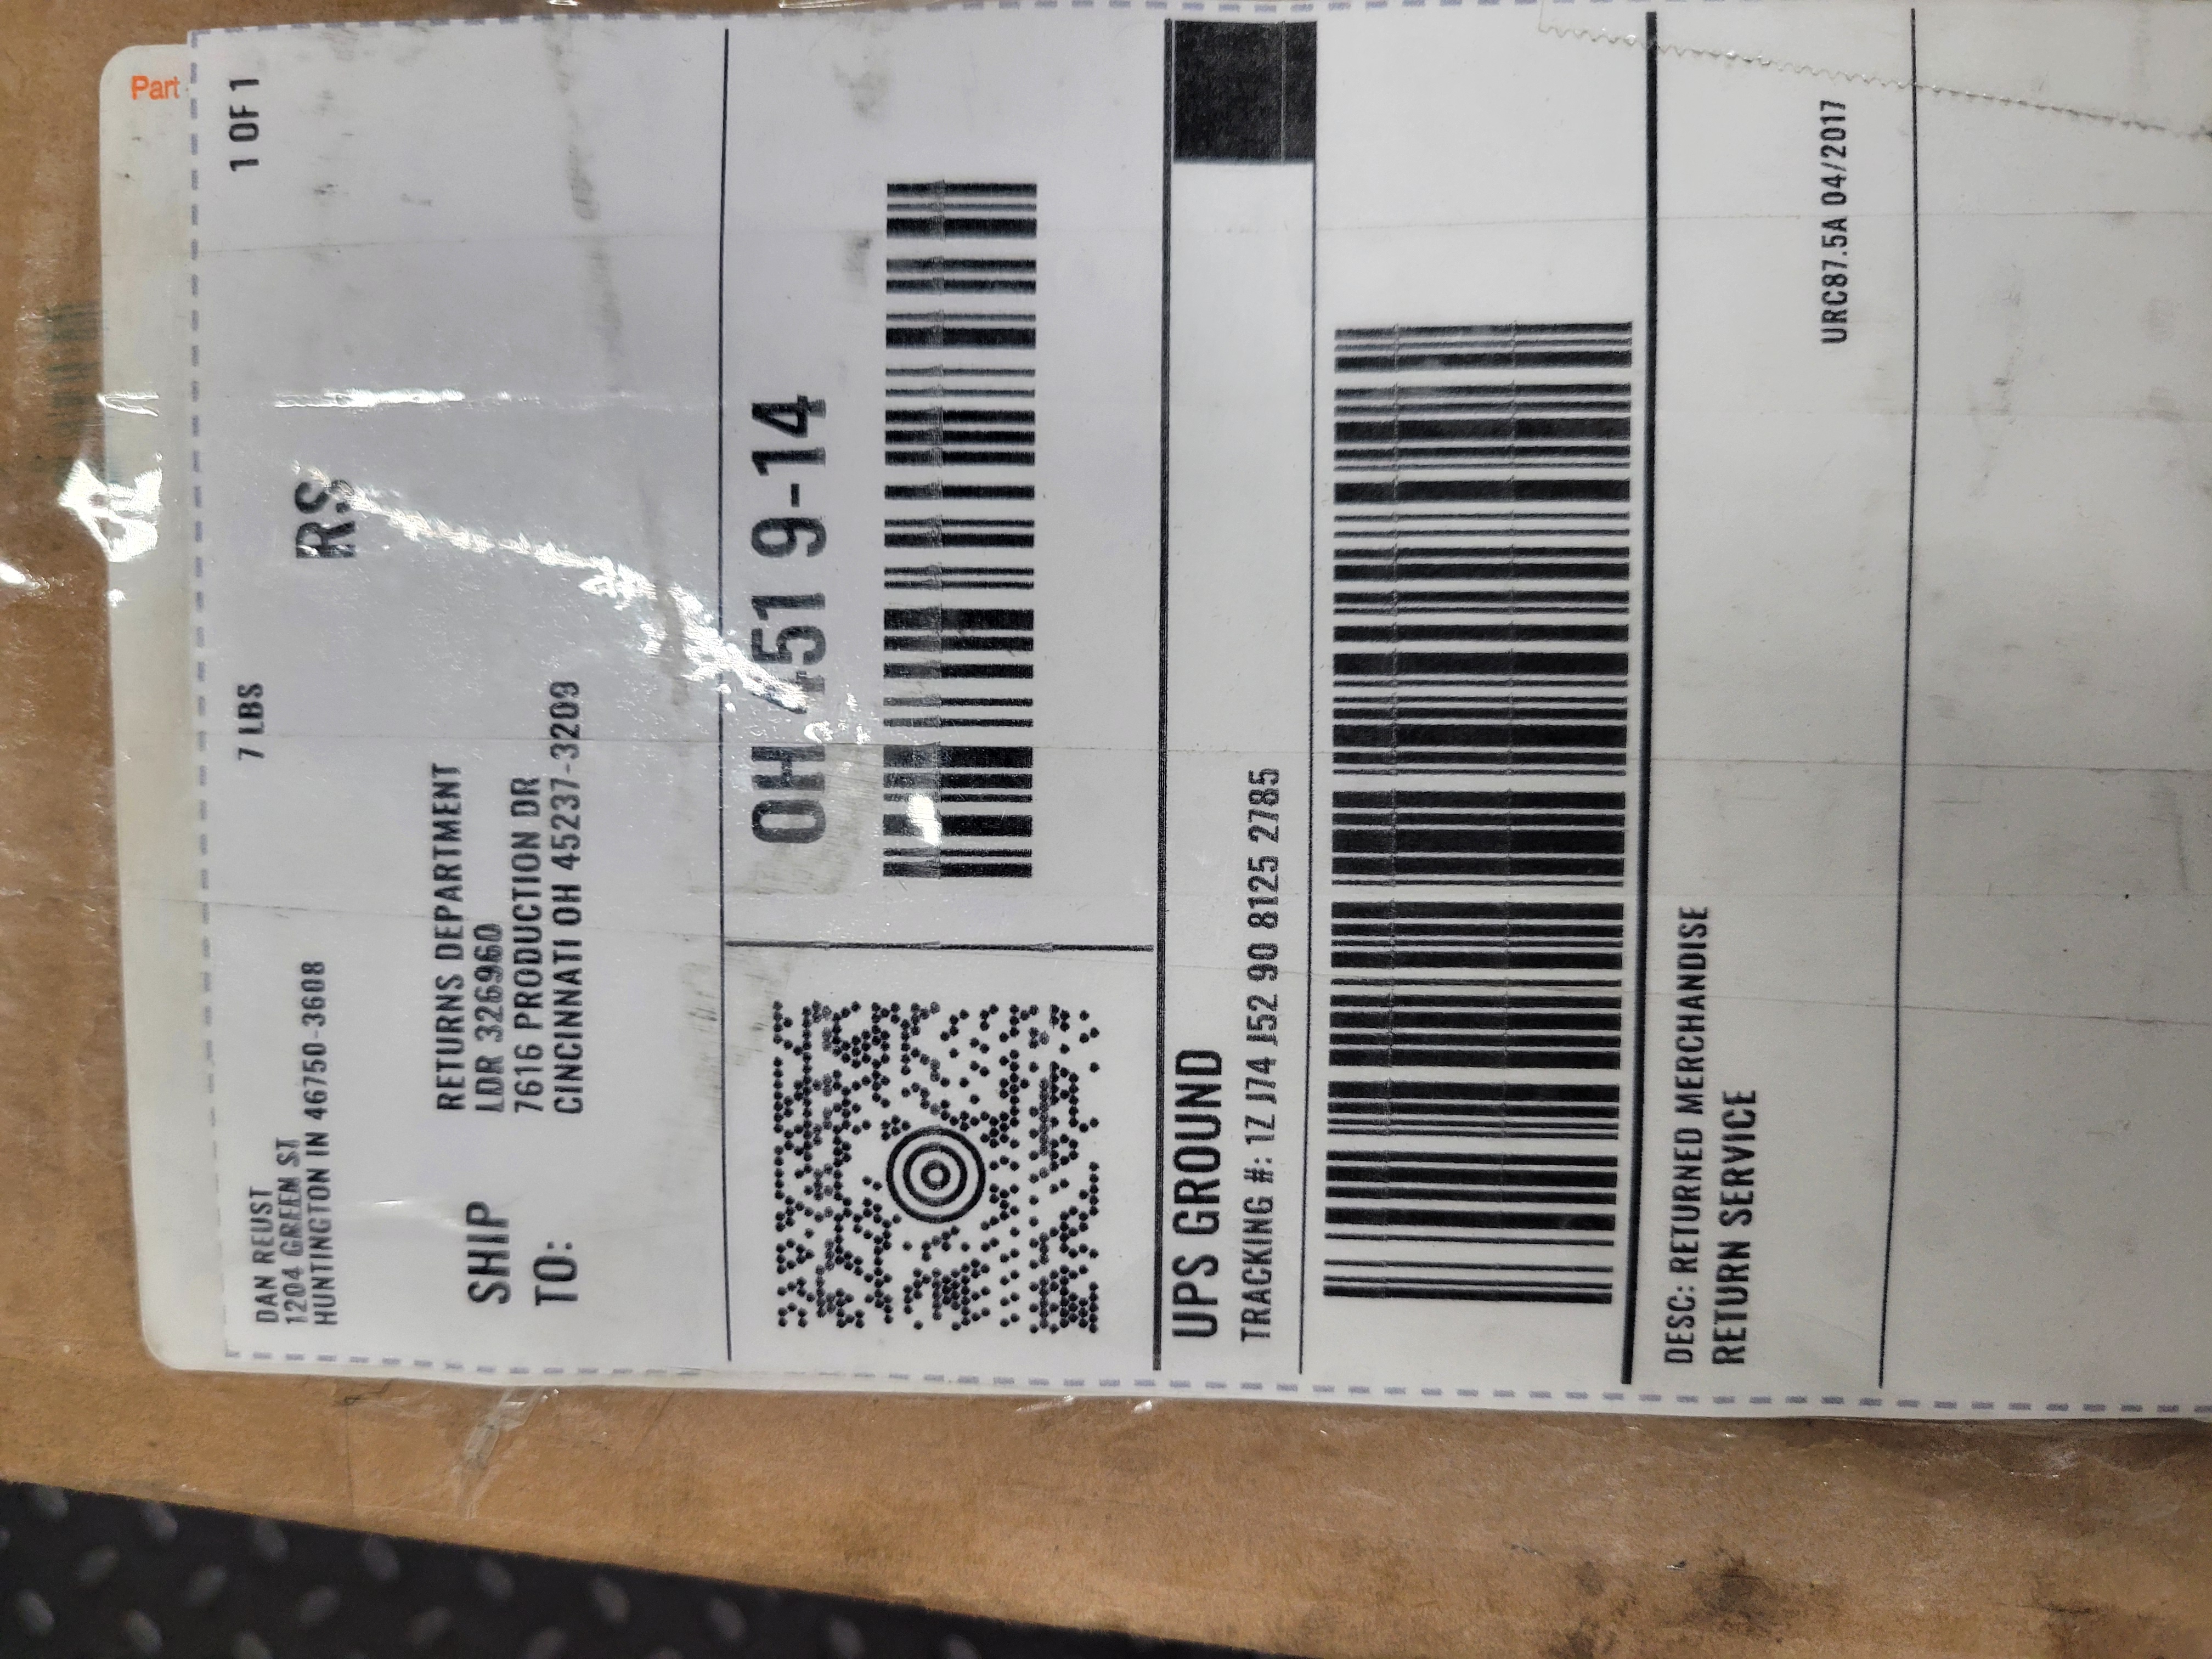 Part
1 OF 1
7 LBS
DAN REUST
1204 GREEN ST
HUNTINGTON IN 46750-3608
RS
SHIP
TO:
RETURNS DEPARTMENT
LDR 326960
7616 PRODUCTION DR
CINCINNATI OH 45237-3209
OH 451 9-14
UPS GROUND
TRACKING #: 1Z J74 J52 90 8125 2785
DESC: RETURNED MERCHANDISE
RETURN SERVICE
URC87.5A 04/2017